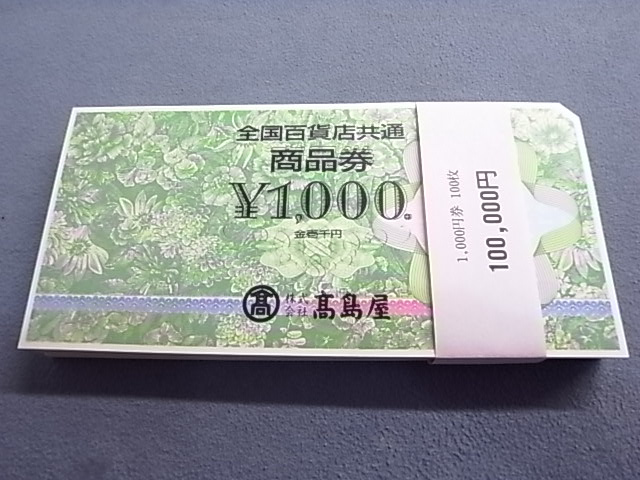 全国百貨店共通
商品券
¥1,000.
金壱千円
髙 株式会社 髙島屋
1,000円券 100枚
100,000円